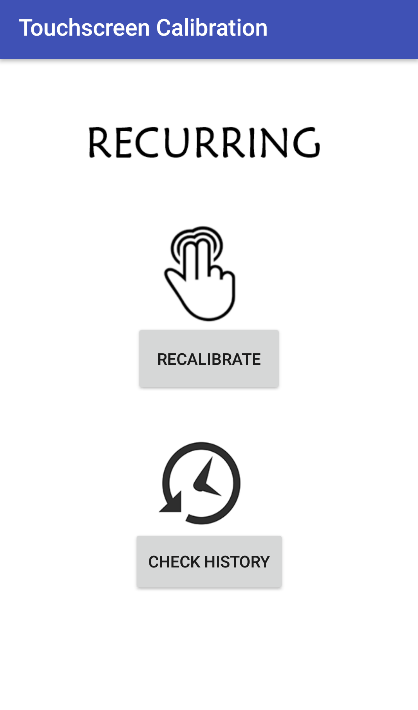 Touchscreen Calibration
RECURRING
RECALIBRATE
CHECK HISTORY